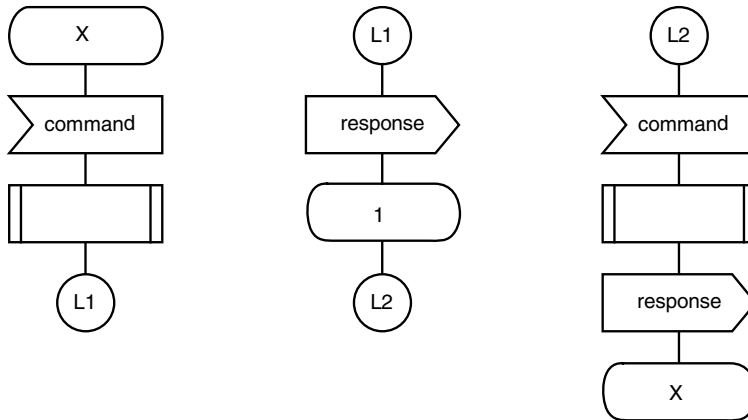 X
command
L1
L1
response
1
L2
L2
command
response
X